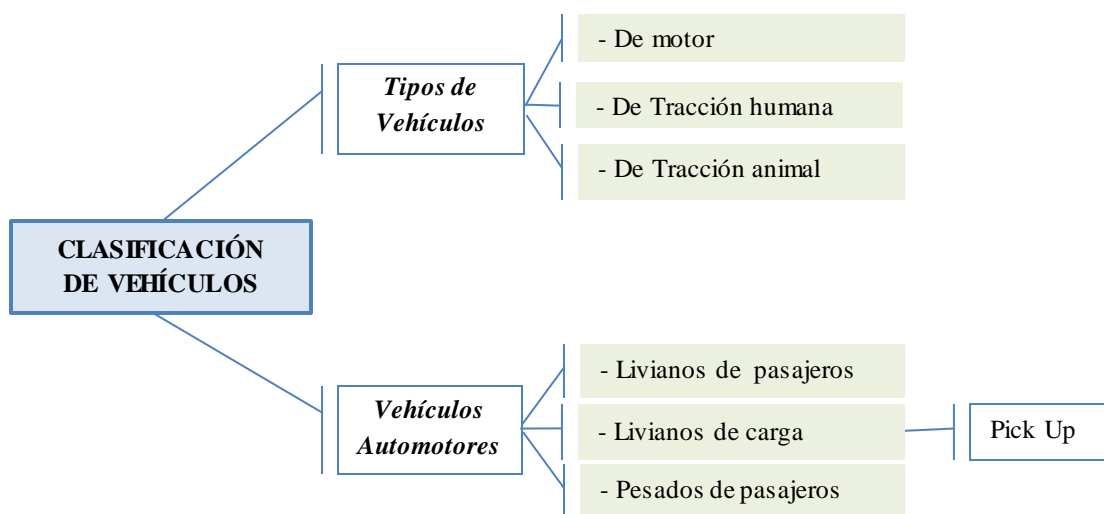 - De motor
Tipos de
Vehículos
- De Tracción humana
- De Tracción animal
CLASIFICACIÓN
DE VEHÍCULOS
- Livianos de pasajeros
Vehículos
Automotores
- Livianos de carga
Pick Up
- Pesados de pasajeros